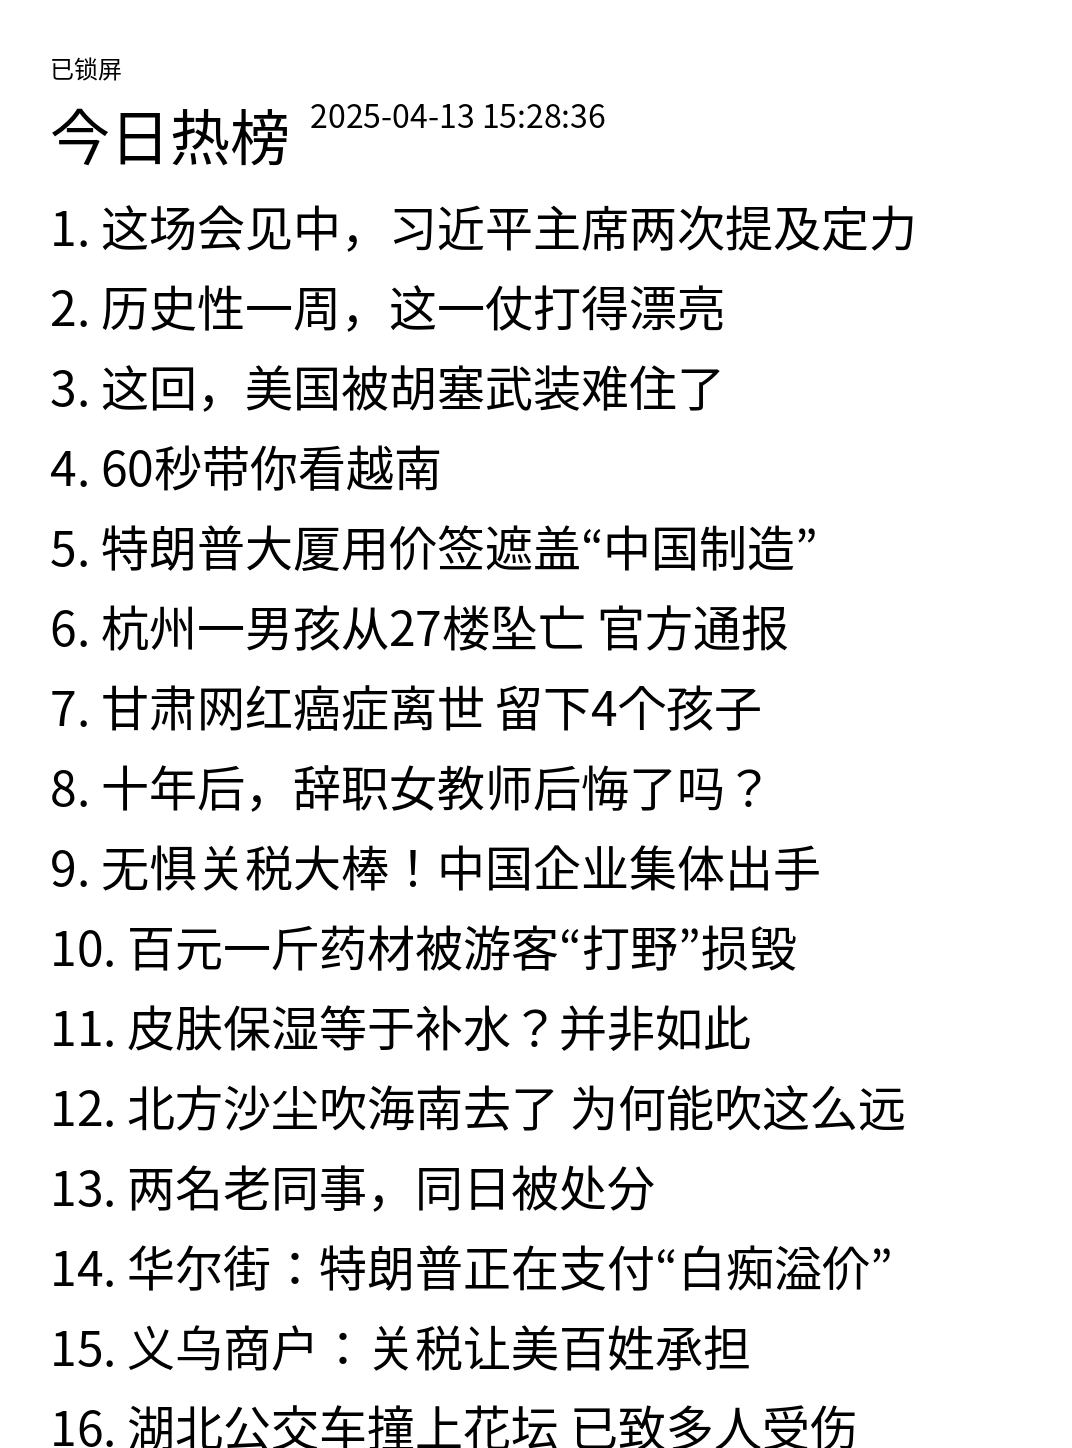 已锁屏
今日热榜 2025-04-13 15:28:36
1. 这场会见中，习近平主席两次提及定力
2. 历史性一周，这一仗打得漂亮
3. 这回，美国被胡塞武装难住了
4. 60秒带你看越南
5. 特朗普大厦用价签遮盖“中国制造”
6. 杭州一男孩从27楼坠亡 官方通报
7. 甘肃网红癌症离世 留下4个孩子
8. 十年后，辞职女教师后悔了吗？
9. 无惧关税大棒！中国企业集体出手
10. 百元一斤药材被游客“打野”损毁
11. 皮肤保湿等于补水？并非如此
12. 北方沙尘吹海南去了 为何能吹这么远
13. 两名老同事，同日被处分
14. 华尔街：特朗普正在支付“白痴溢价”
15. 义乌商户：关税让美百姓承担
16. 湖北公交车撞上花坛 已致多人受伤